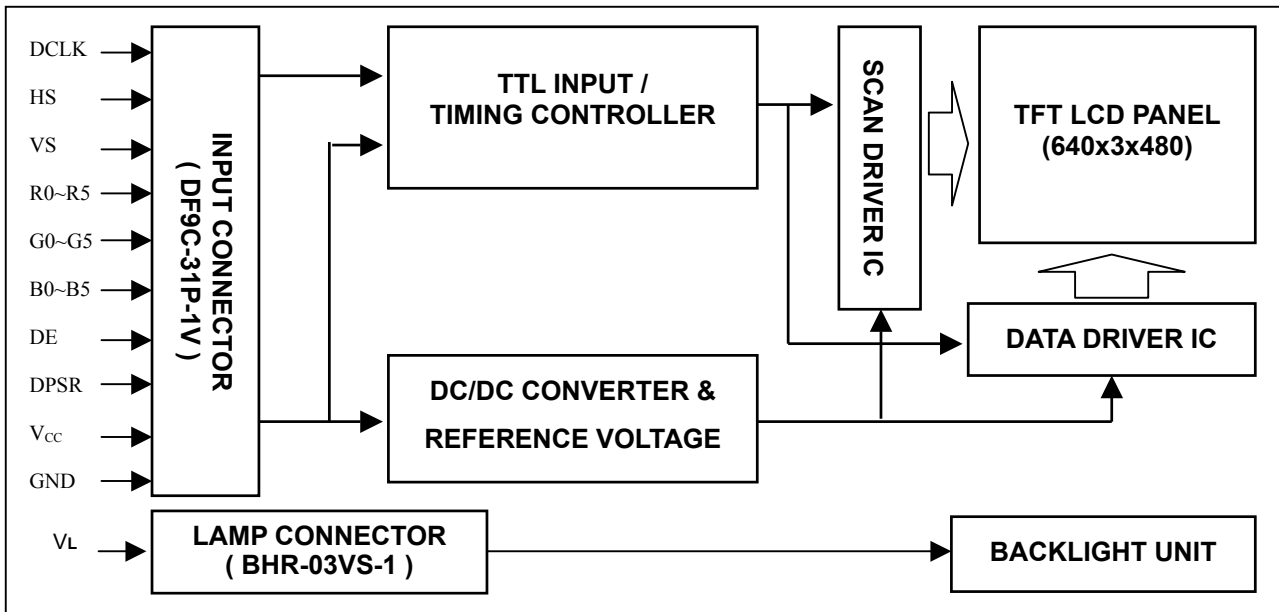 DCLK
HS
VS
R0~R5
G0~G5
B0~B5
DE
DPSR
VCC
GND
VL
INPUT CONNECTOR
( DF9C-31P-1V )
TTL INPUT /
TIMING CONTROLLER
SCAN DRIVER IC
TFT LCD PANEL
(640x3x480)
DATA DRIVER IC
DC/DC CONVERTER &
REFERENCE VOLTAGE
LAMP CONNECTOR
( BHR-03VS-1 )
BACKLIGHT UNIT